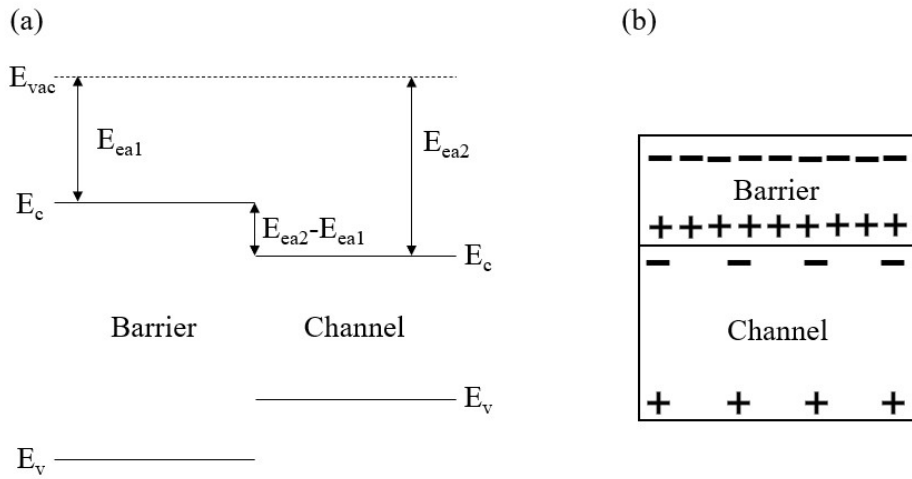 (a)
(b)
E_vac
E_ea1
E_ea2
E_c
E_ea2-E_ea1
E_c
Barrier
Channel
E_v
E_v
– – – – – – – – –
Barrier
+ + + + + + + + +
– – – –
Channel
+ + + +